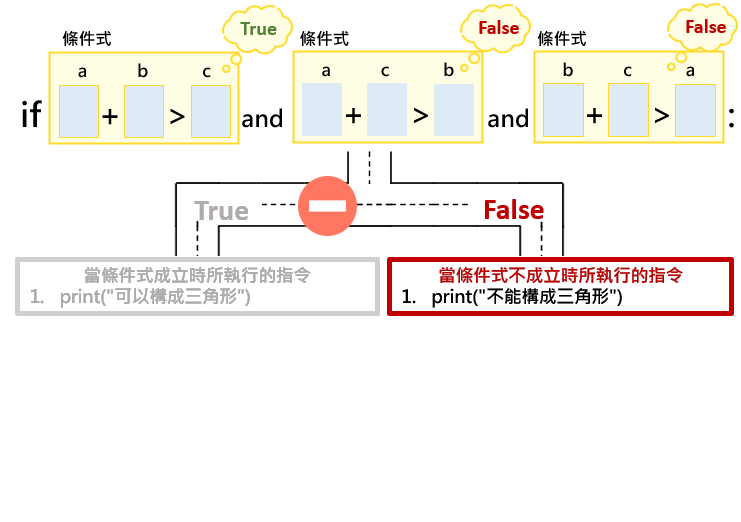 True
False
False
條件式
條件式
條件式
a b c
a c b
b c a
if + > and + > and + > :
True
False
當條件式成立時所執行的指令
1. print("可以構成三角形")
當條件式不成立時所執行的指令
1. print("不能構成三角形")